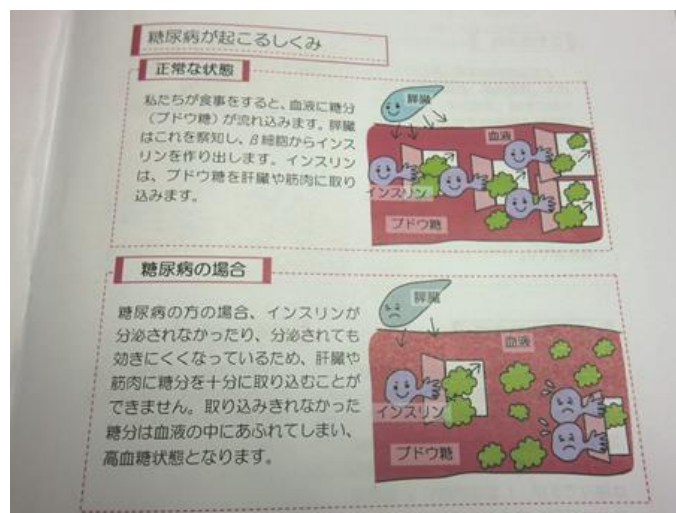 糖尿病が起こるしくみ
正常な状態
私たちが食事をすると、血液に糖分
(ブドウ糖)が流れ込みます。膵臓
はこれを察知し、β細胞からインス
リンを作り出します。インスリン
は、ブドウ糖を肝臓や筋肉に取り
込みます。
膵臓
血液
インスリン
ブドウ糖
糖尿病の場合
糖尿病の方の場合、インスリンが
分泌されなかったり、分泌されても
効きにくくなっているため、肝臓や
筋肉に糖分を十分に取り込むことが
できません。取り込みきれなかった
糖分は血液の中にあふれてしまい、
高血糖状態となります。
膵臓
血液
インスリン
ブドウ糖